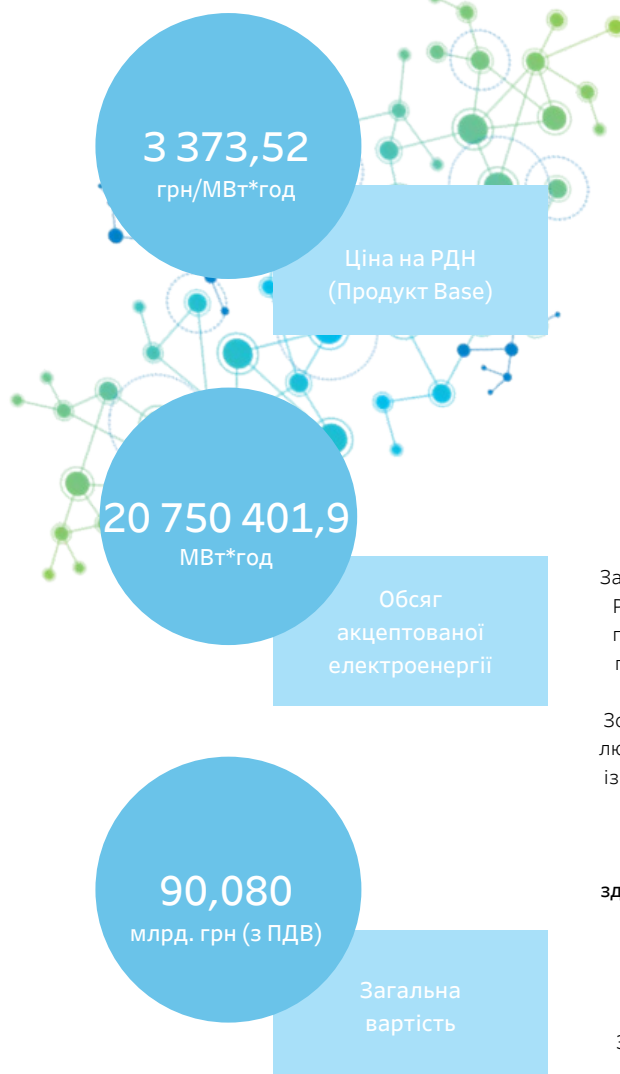 3 373,52
грн/МВт*год
Ціна на РДН
(Продукт Base)
20 750 401,9
МВт*год
Обсяг
акцептованої
електроенергії
90,080
млрд. грн (з ПДВ)
Загальна
вартість